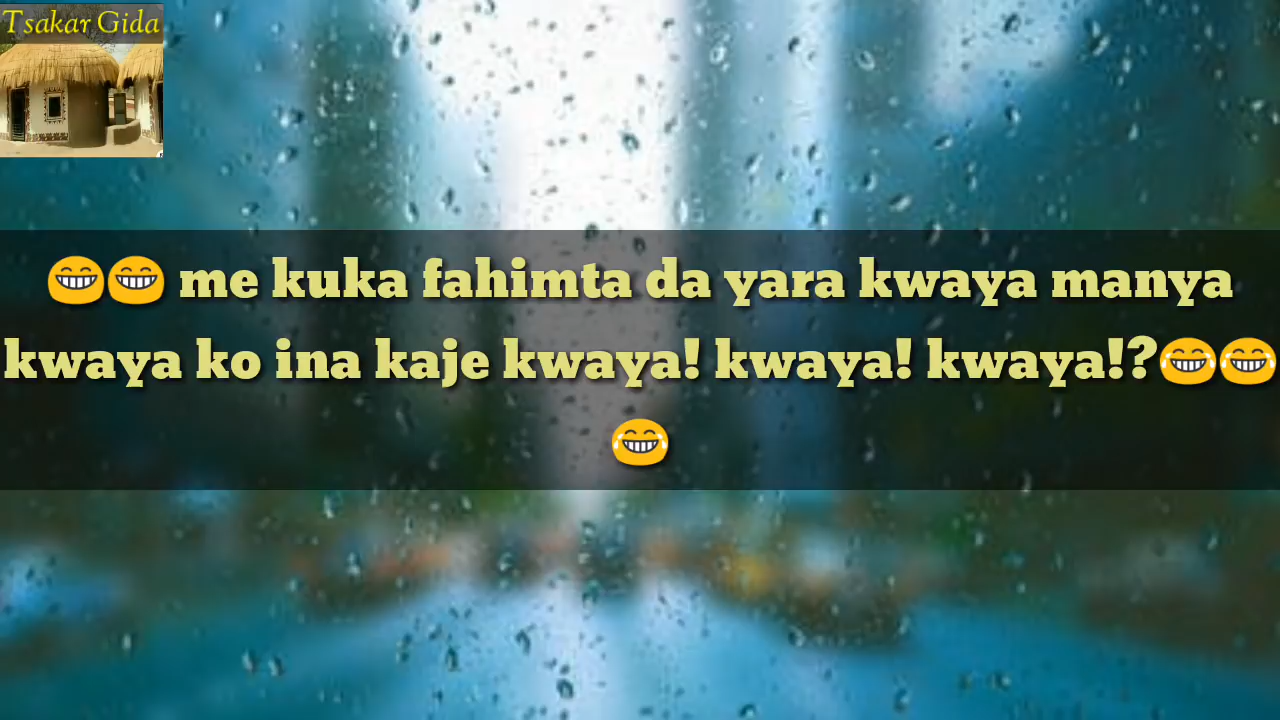 Tsakar Gida
😁😁 me kuka fahimta da yara kwaya manya
kwaya ko ina kaje kwaya! kwaya! kwaya!?😂😂
😂